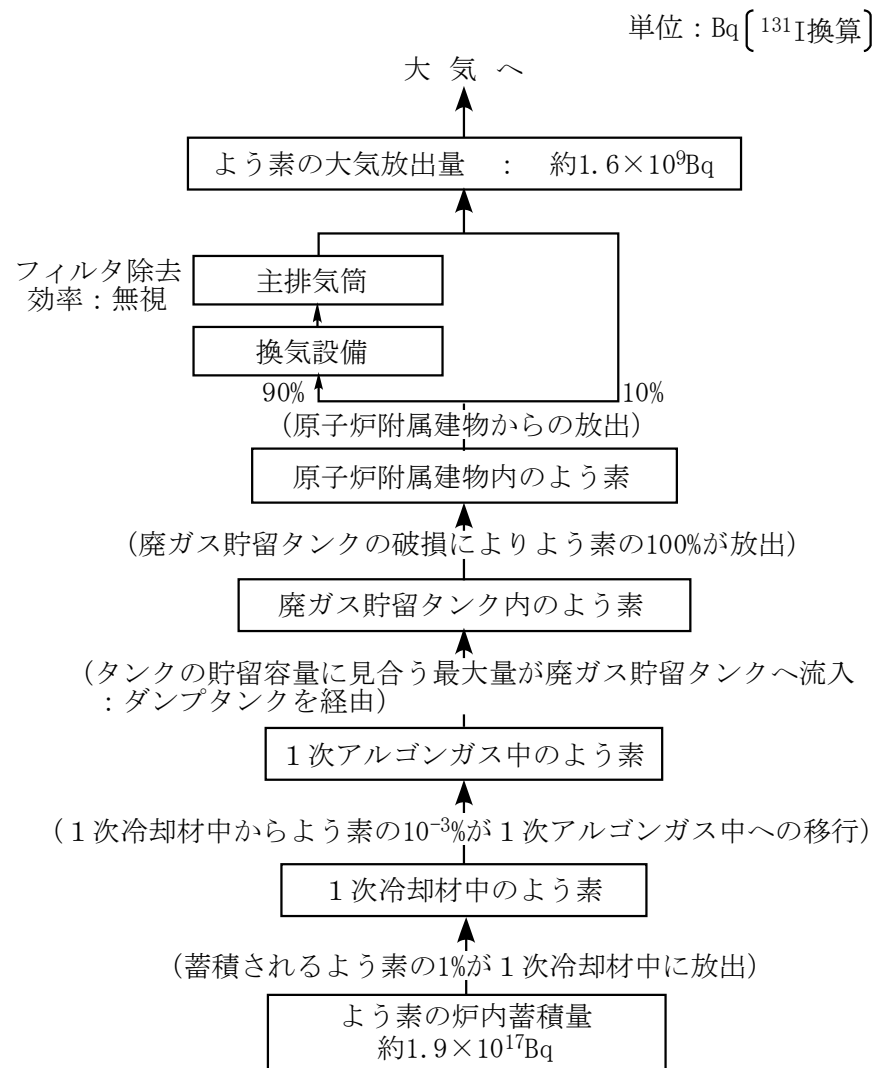 単位：Bq〔¹³¹I換算〕
大 気 へ
よう素の大気放出量　：　約1.6×10⁹Bq
フィルタ除去
効率：無視
主排気筒
換気設備
90%
10%
(原子炉附属建物からの放出)
原子炉附属建物内のよう素
(廃ガス貯留タンクの破損によりよう素の100%が放出)
廃ガス貯留タンク内のよう素
(タンクの貯留容量に見合う最大量が廃ガス貯留タンクへ流入
：ダンプタンクを経由)
１次アルゴンガス中のよう素
(１次冷却材中からよう素の10⁻³%が１次アルゴンガス中への移行)
１次冷却材中のよう素
(蓄積されるよう素の1%が１次冷却材中に放出)
よう素の炉内蓄積量
約1.9×10¹⁷Bq